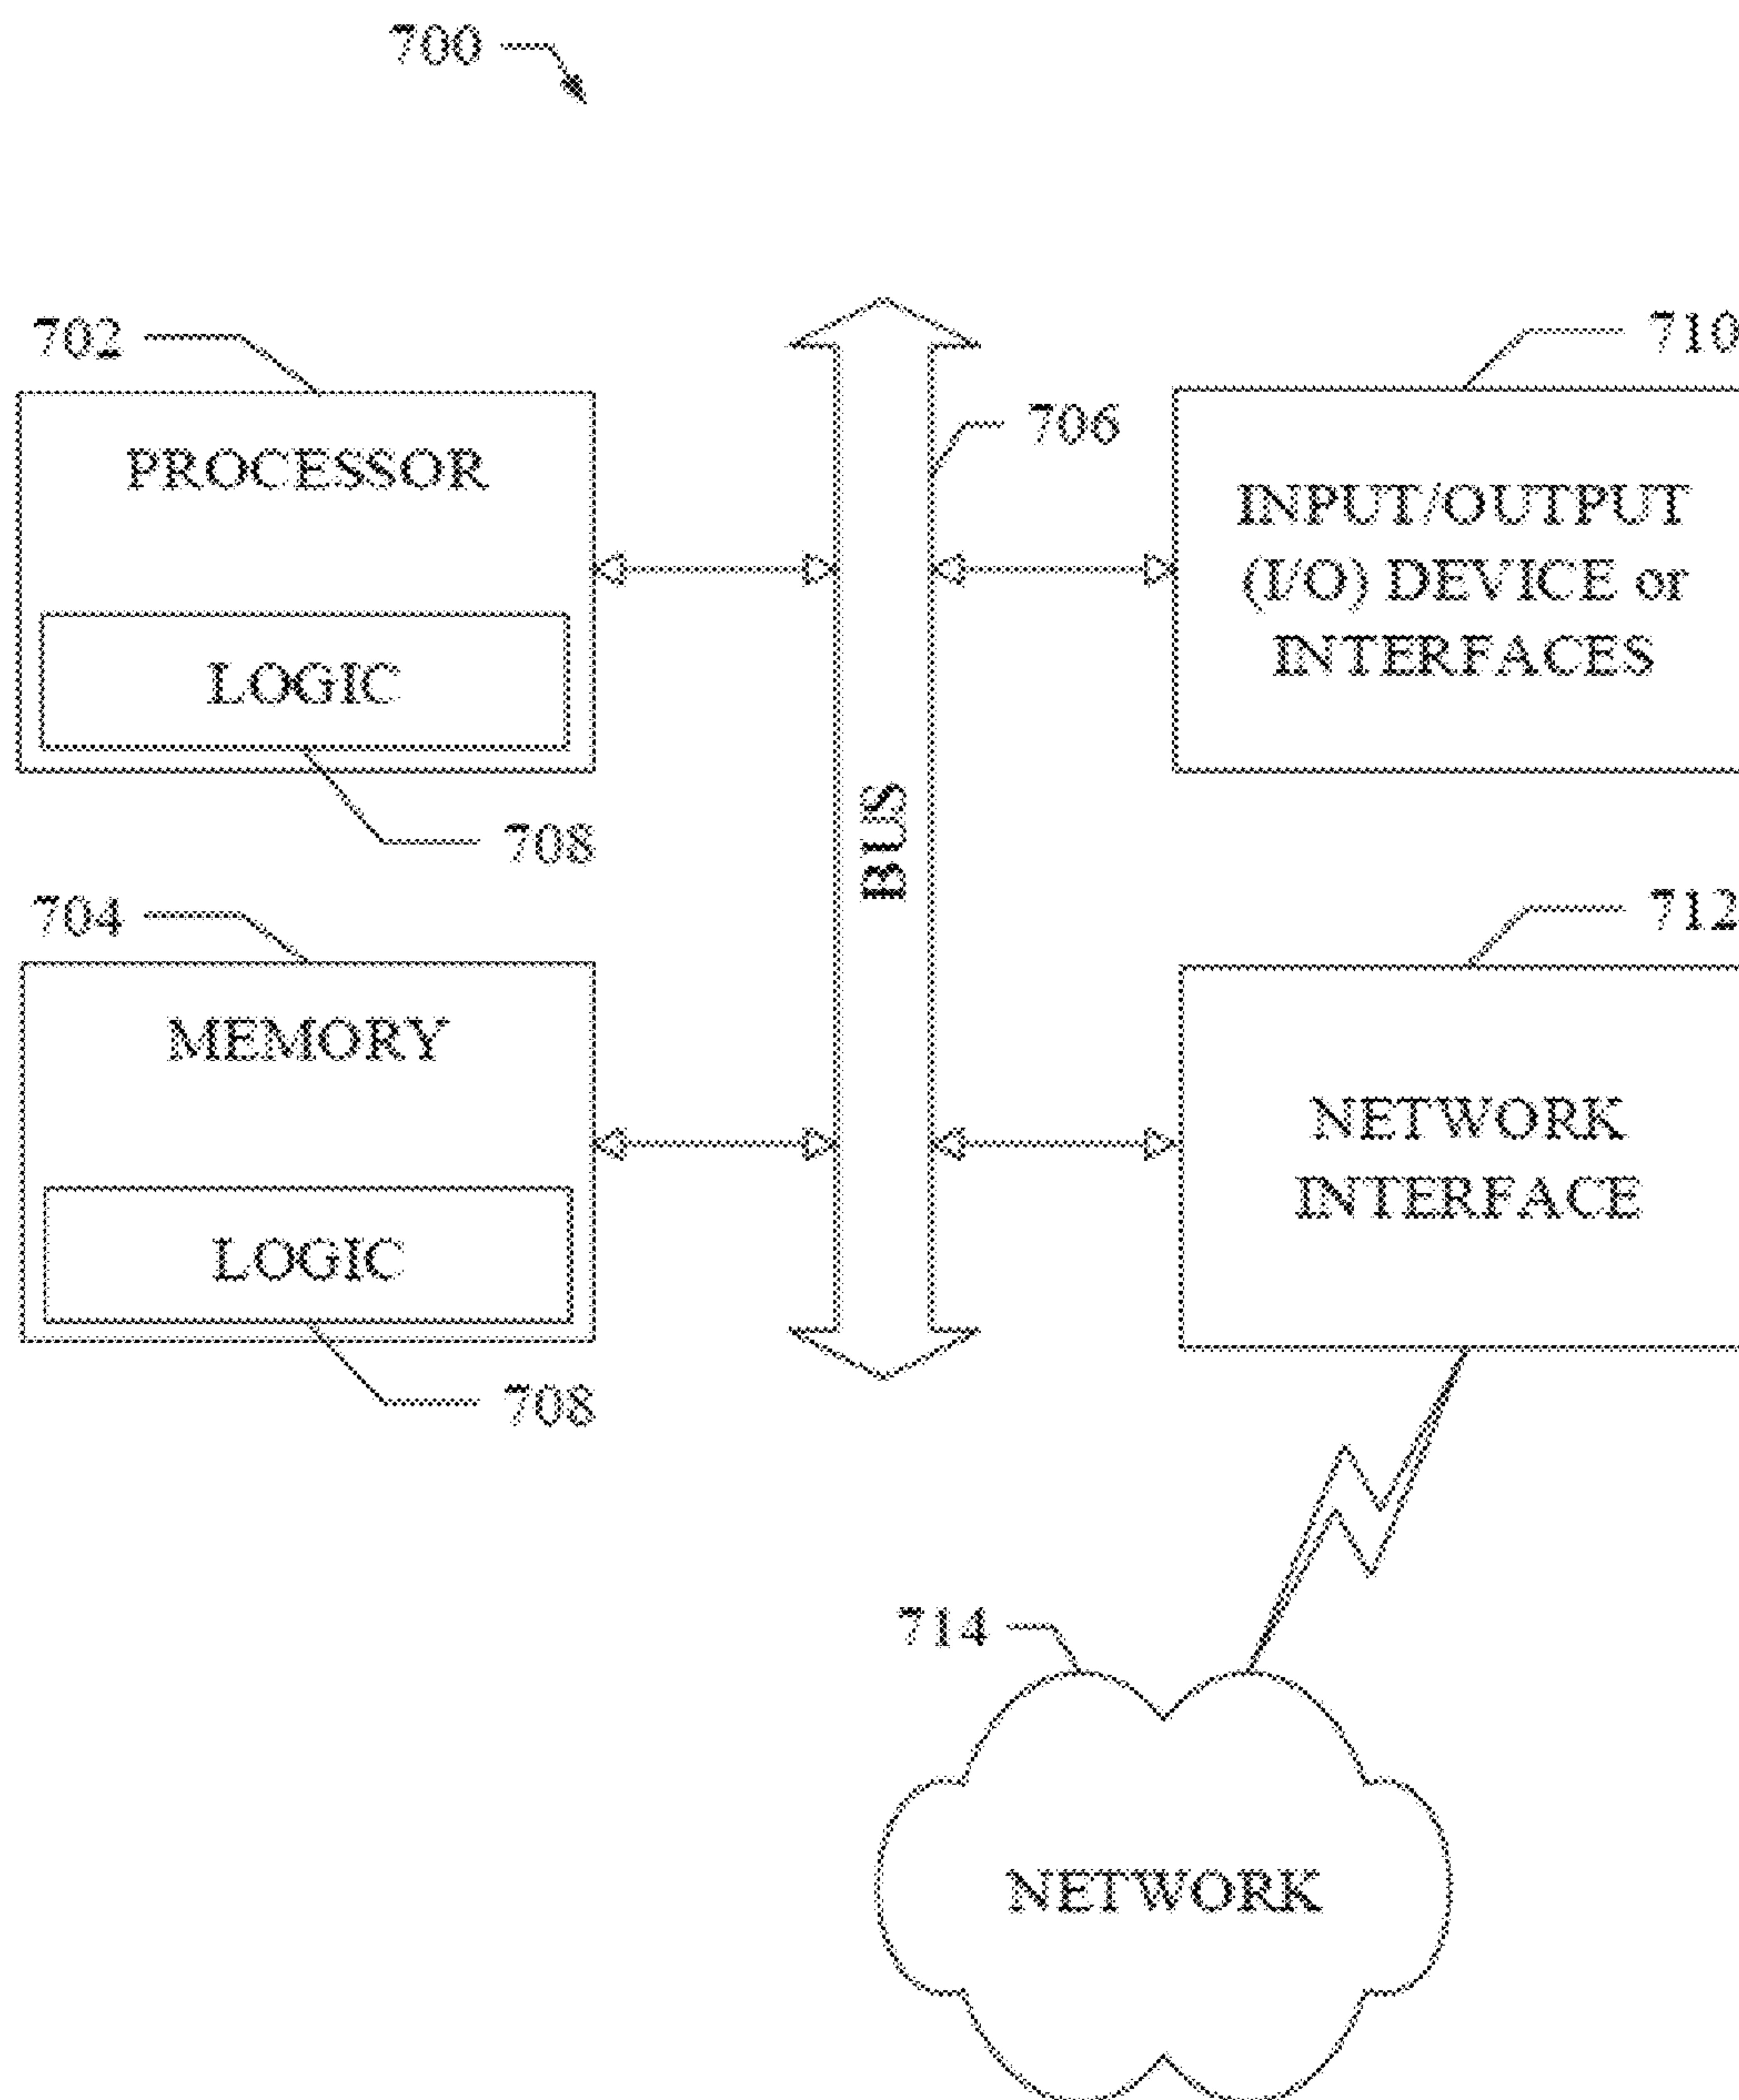 700
702
710
706
PROCESSOR
INPUT/OUTPUT
(I/O) DEVICE or
INTERFACES
LOGIC
BUS
708
704
712
MEMORY
NETWORK
INTERFACE
LOGIC
708
714
NETWORK